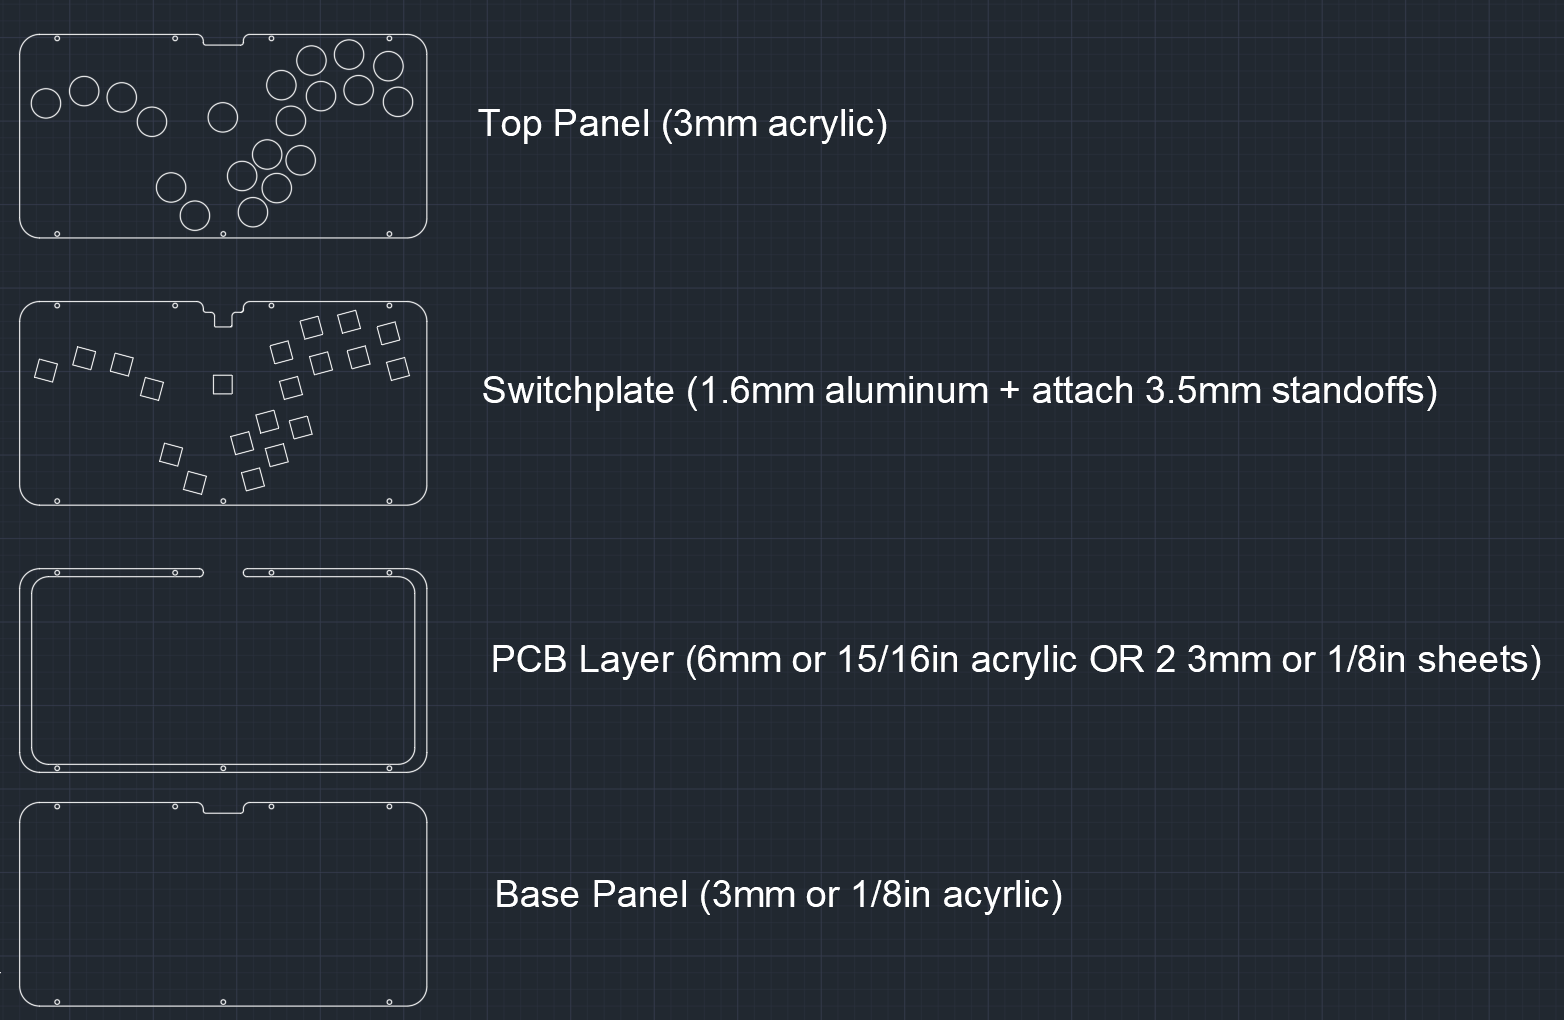 Top Panel (3mm acrylic)
Switchplate (1.6mm aluminum + attach 3.5mm standoffs)
PCB Layer (6mm or 15/16in acrylic OR 2 3mm or 1/8in sheets)
Base Panel (3mm or 1/8in acyrlic)